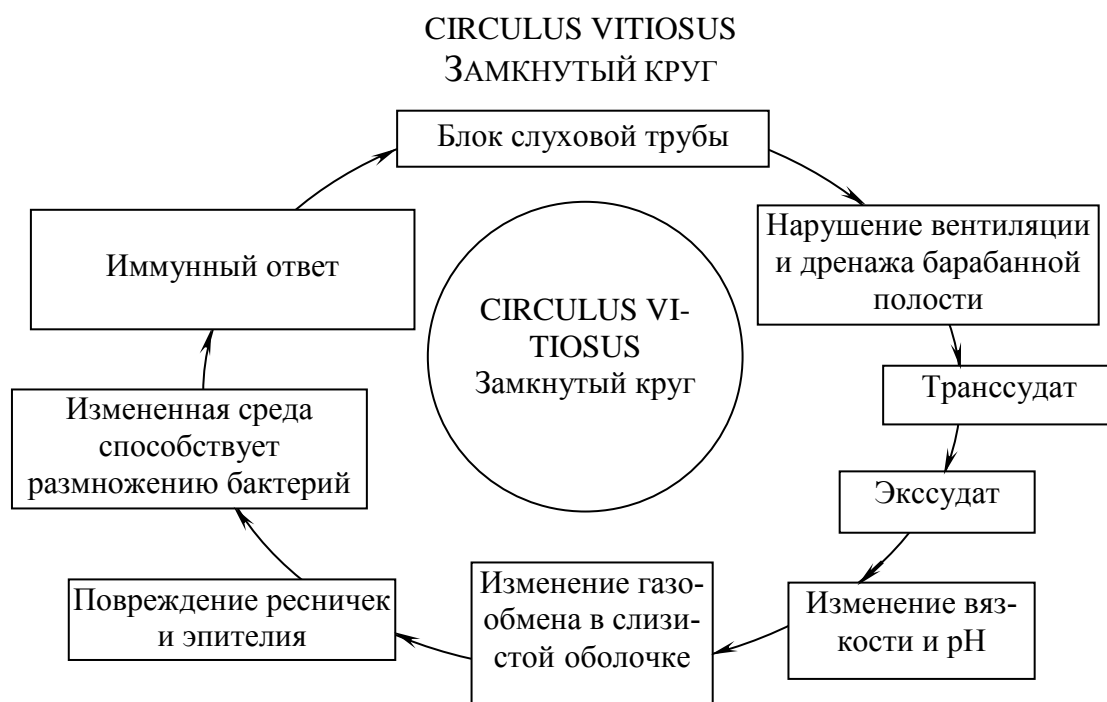 CIRCULUS VITIOSUS
ЗАМКНУТЫЙ КРУГ
Блок слуховой трубы
Нарушение вентиляции
и дренажа барабанной
полости
Транссудат
Экссудат
Изменение вяз-
кости и pH
Изменение газо-
обмена в слизи-
стой оболочке
Повреждение ресничек
и эпителия
Измененная среда
способствует
размножению бактерий
Иммунный ответ
CIRCULUS VI-
TIOSUS
Замкнутый круг